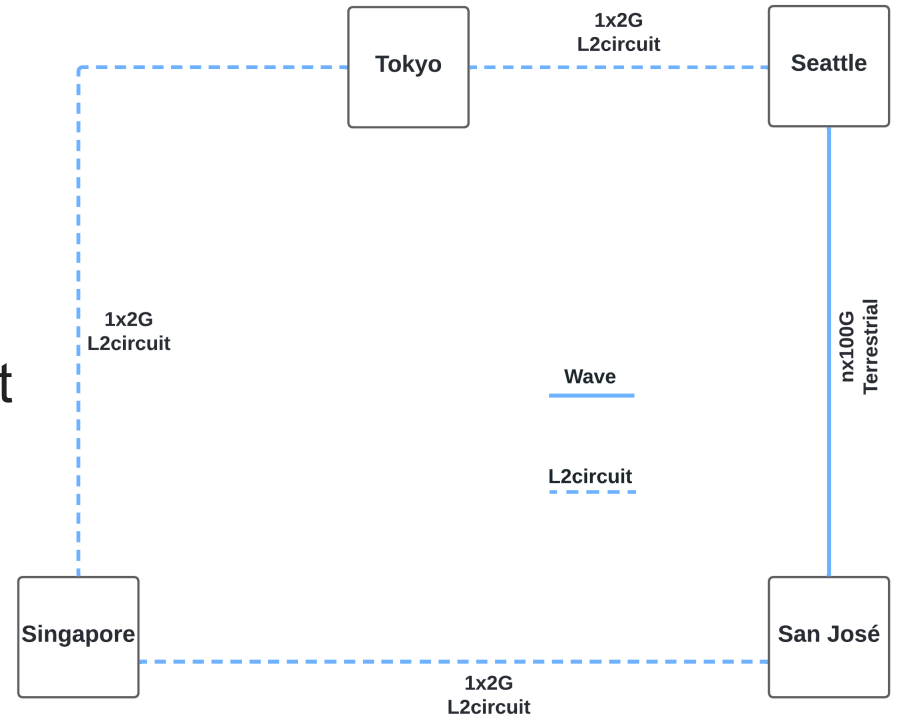 1x2G
L2circuit
Tokyo
Seattle
1x2G
L2circuit
nx100G
Terrestrial
Wave
t
L2circuit
Singapore
San José
1x2G
L2circuit